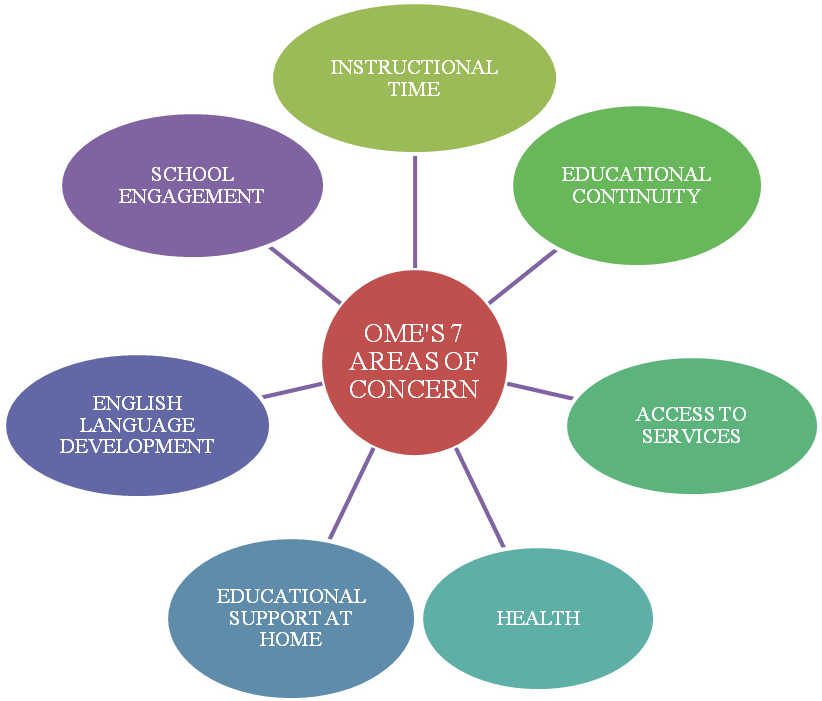 INSTRUCTIONAL
TIME
EDUCATIONAL
CONTINUITY
ACCESS TO
SERVICES
HEALTH
EDUCATIONAL
SUPPORT AT
HOME
ENGLISH
LANGUAGE
DEVELOPMENT
SCHOOL
ENGAGEMENT
OME'S 7
AREAS OF
CONCERN